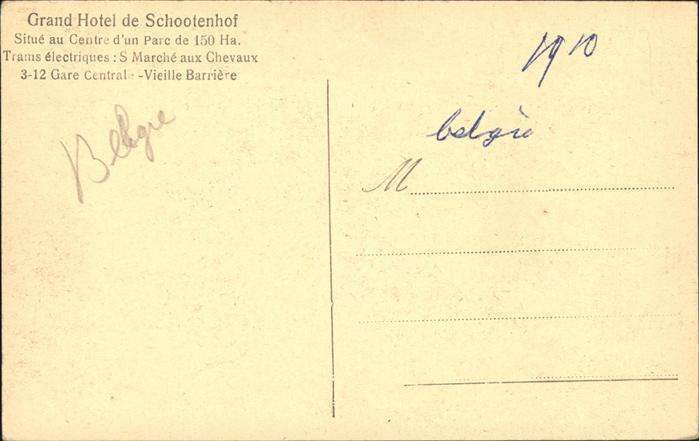 Grand Hotel de Schootenhof
Situé au Centre d'un Parc de 150 Ha.
Trams électriques : S Marché aux Chevaux
3-12 Gare Centrale -Vieille Barrière
1910
belgie
Belgie
M